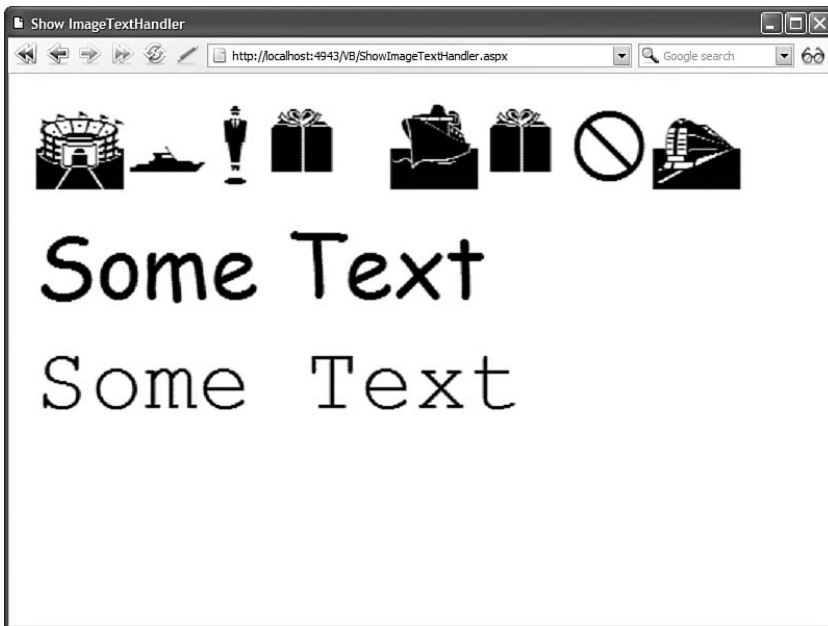 Show ImageTextHandler
http://localhost:4943/VB/ShowImageTextHandler.aspx
Google search
Some Text
Some Text